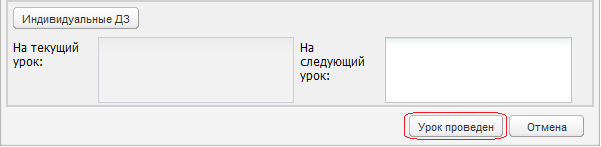 Индивидуальные ДЗ
На текущий
урок:
На
следующий
урок:
Урок проведен
Отмена